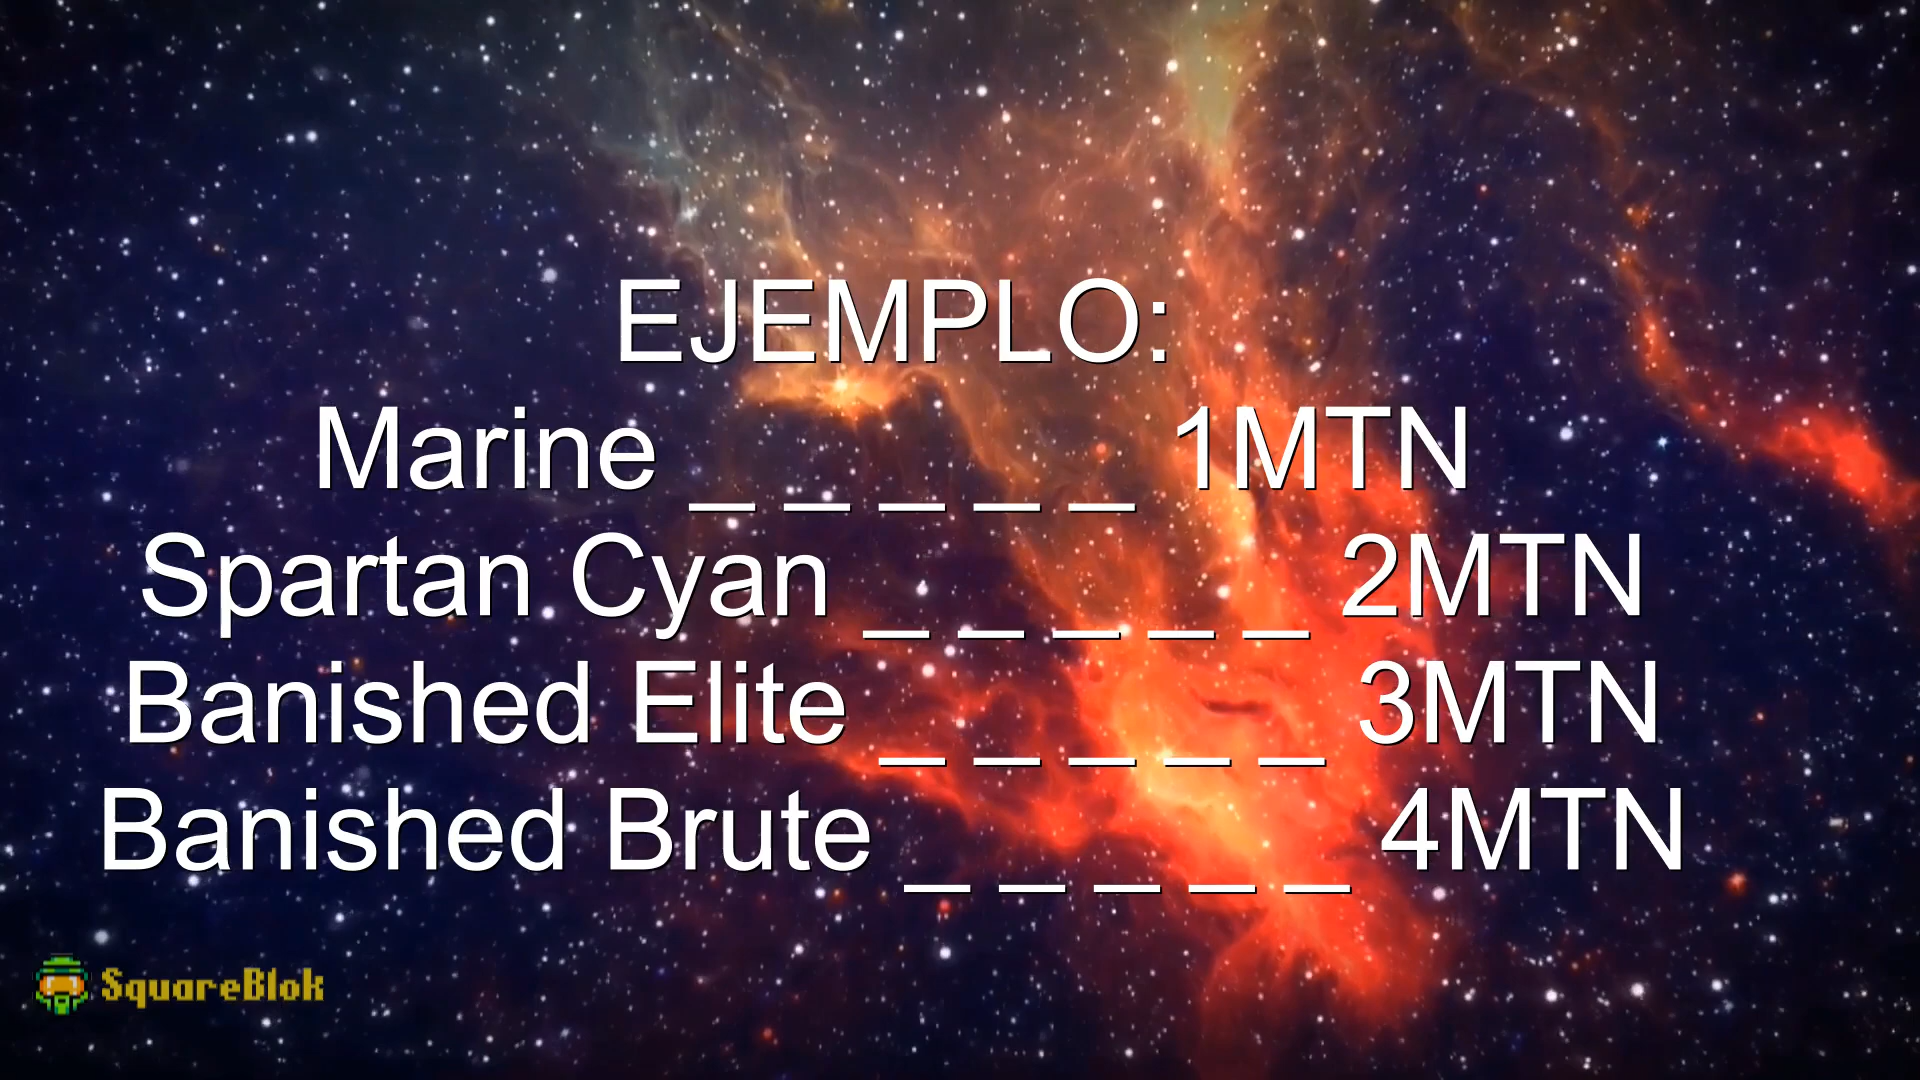 EJEMPLO:
Marine _ _ _ _ _ 1MTN
Spartan Cyan _ _ _ _ _ 2MTN
Banished Elite _ _ _ _ _ 3MTN
Banished Brute _ _ _ _ _ 4MTN
SquareBlok